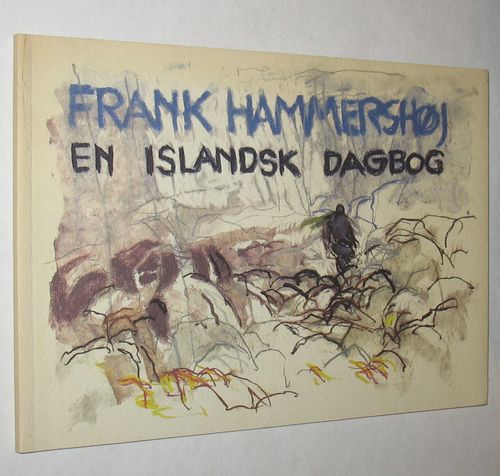 FRANK HAMMERSHØJ
EN ISLANDSK DAGBOG